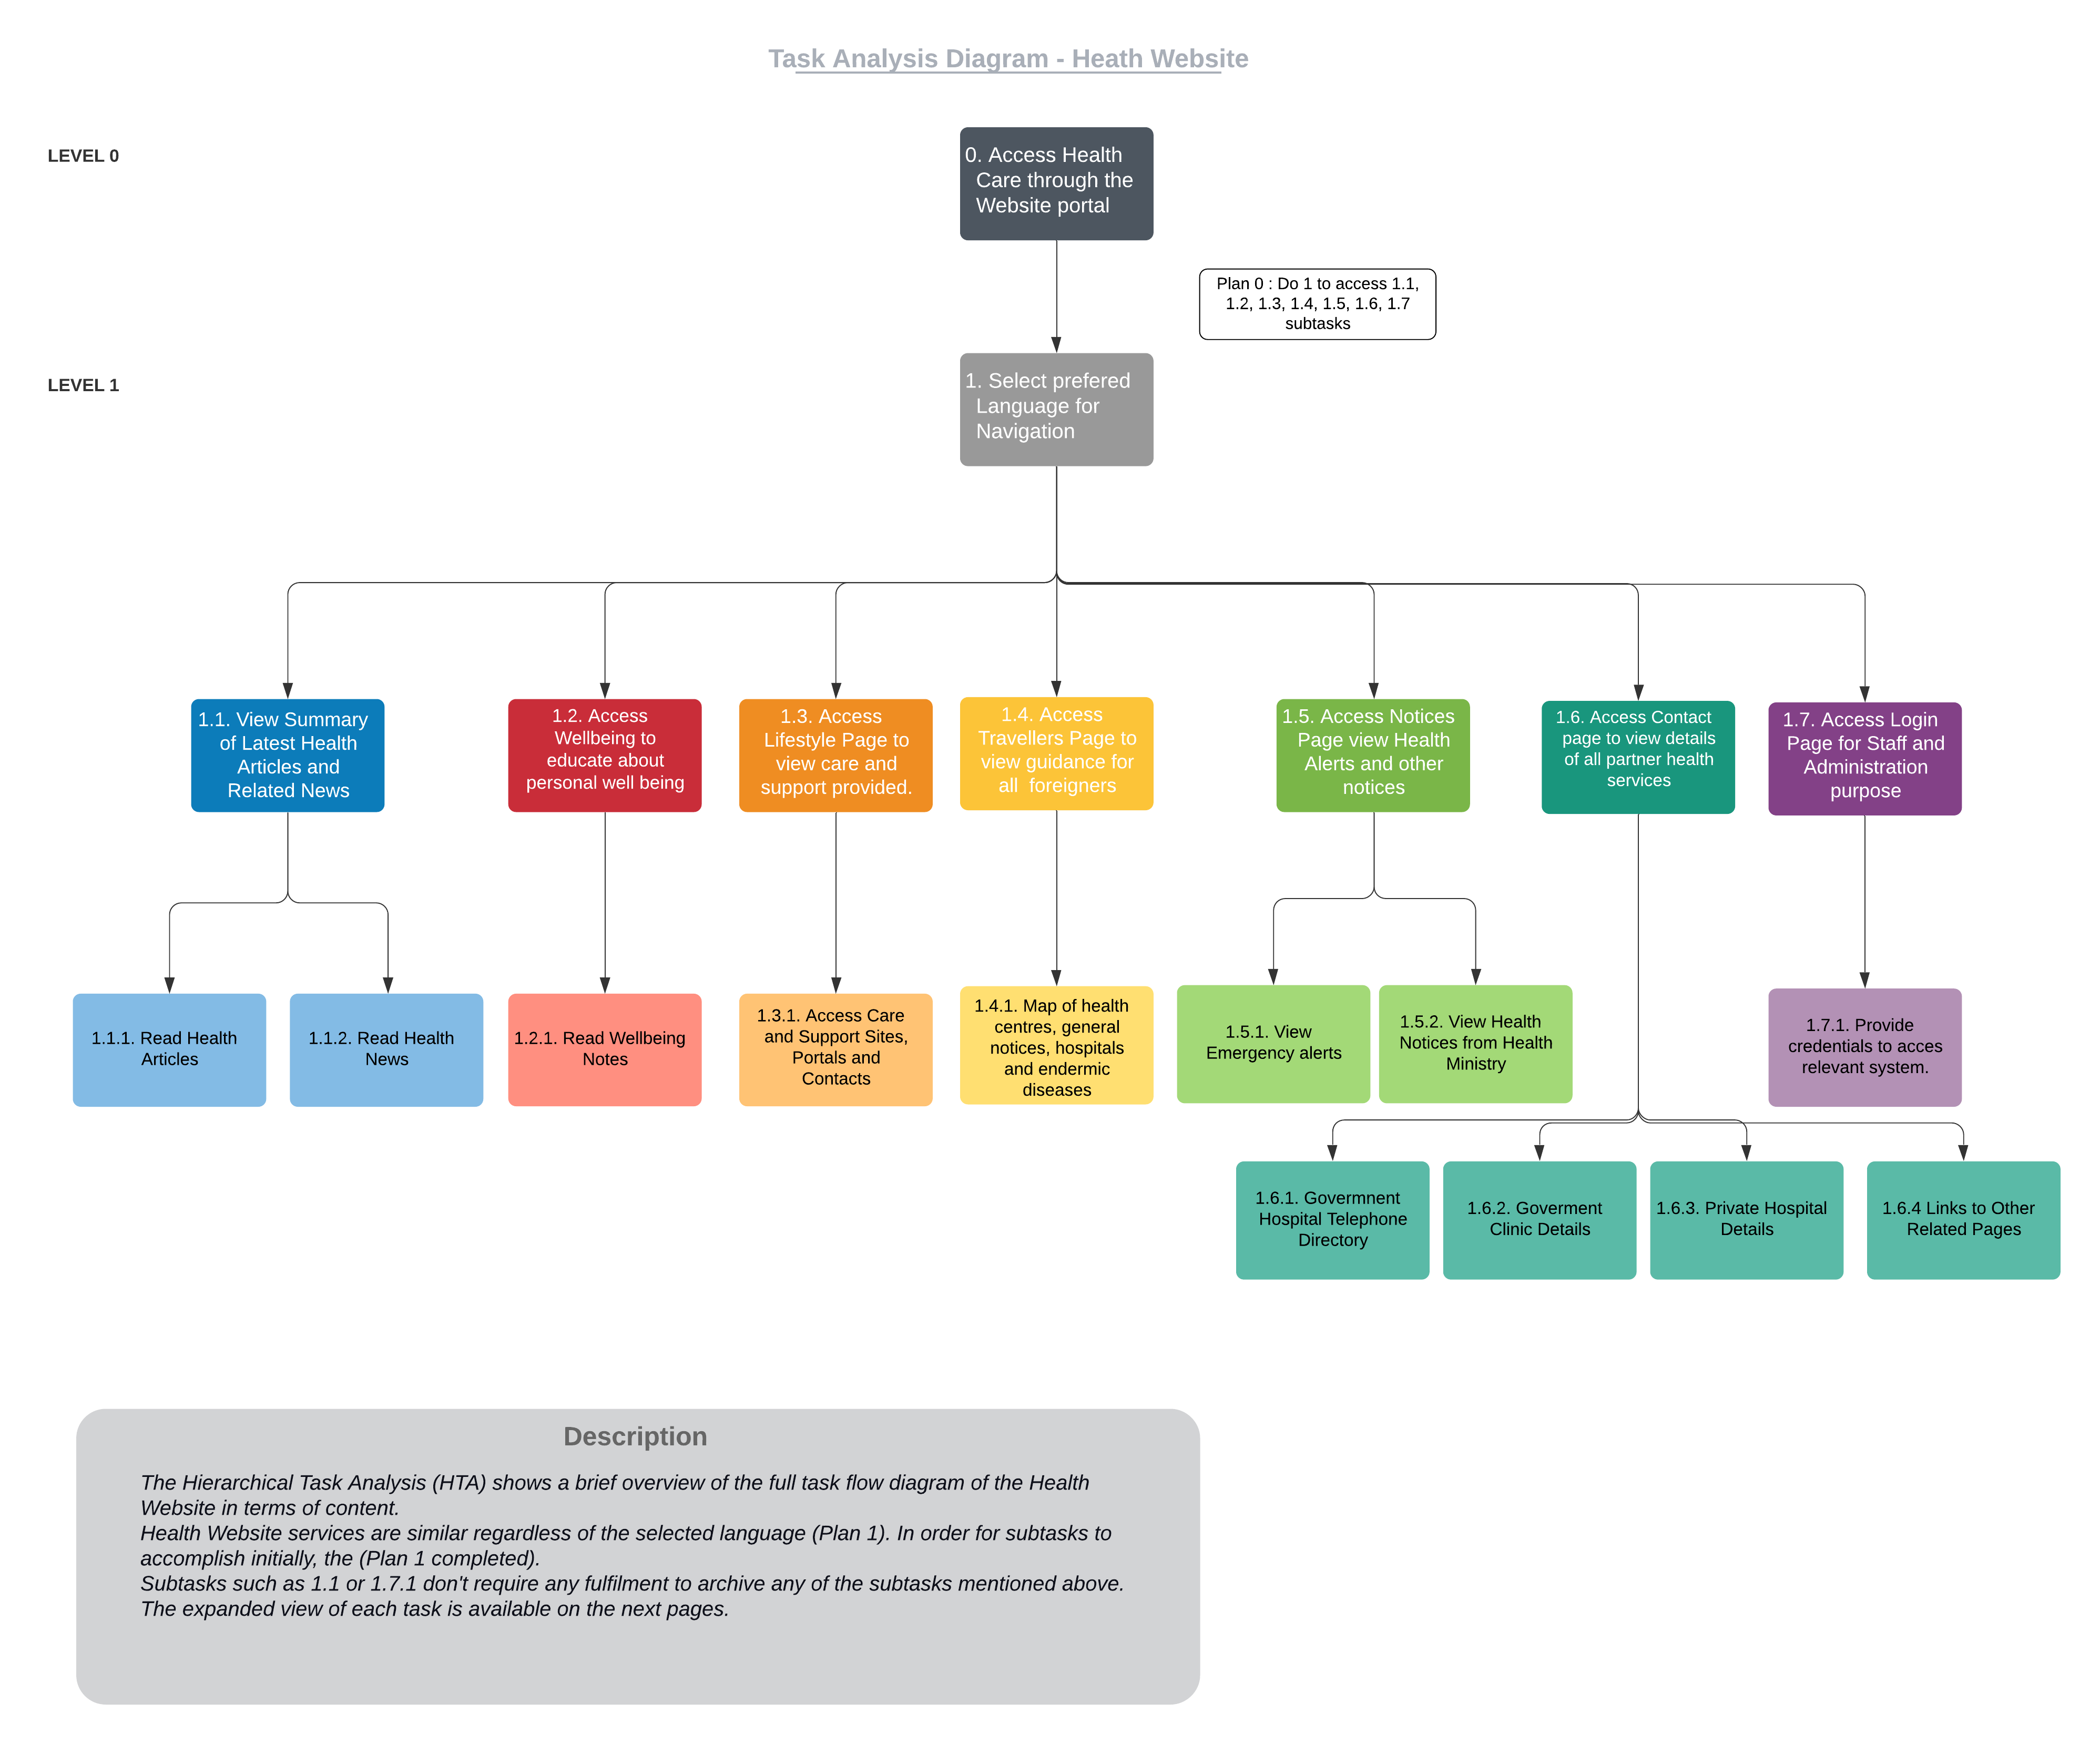 Task Analysis Diagram - Heath Website
LEVEL 0
0. Access Health
Care through the
Website portal
Plan 0 : Do 1 to access 1.1,
1.2, 1.3, 1.4, 1.5, 1.6, 1.7
subtasks
LEVEL 1
1. Select prefered
Language for
Navigation
1.1. View Summary
of Latest Health
Articles and
Related News
1.2. Access
Wellbeing to
educate about
personal well being
1.3. Access
Lifestyle Page to
view care and
support provided.
1.4. Access
Travellers Page to
view guidance for
all foreigners
1.5. Access Notices
Page view Health
Alerts and other
notices
1.6. Access Contact
page to view details
of all partner health
services
1.7. Access Login
Page for Staff and
Administration
purpose
1.1.1. Read Health
Articles
1.1.2. Read Health
News
1.2.1. Read Wellbeing
Notes
1.3.1. Access Care
and Support Sites,
Portals and
Contacts
1.4.1. Map of health
centres, general
notices, hospitals
and endermic
diseases
1.5.1. View
Emergency alerts
1.5.2. View Health
Notices from Health
Ministry
1.7.1. Provide
credentials to acces
relevant system.
1.6.1. Govermnent
Hospital Telephone
Directory
1.6.2. Goverment
Clinic Details
1.6.3. Private Hospital
Details
1.6.4 Links to Other
Related Pages
Description
The Hierarchical Task Analysis (HTA) shows a brief overview of the full task flow diagram of the Health
Website in terms of content.
Health Website services are similar regardless of the selected language (Plan 1). In order for subtasks to
accomplish initially, the (Plan 1 completed).
Subtasks such as 1.1 or 1.7.1 don't require any fulfilment to archive any of the subtasks mentioned above.
The expanded view of each task is available on the next pages.